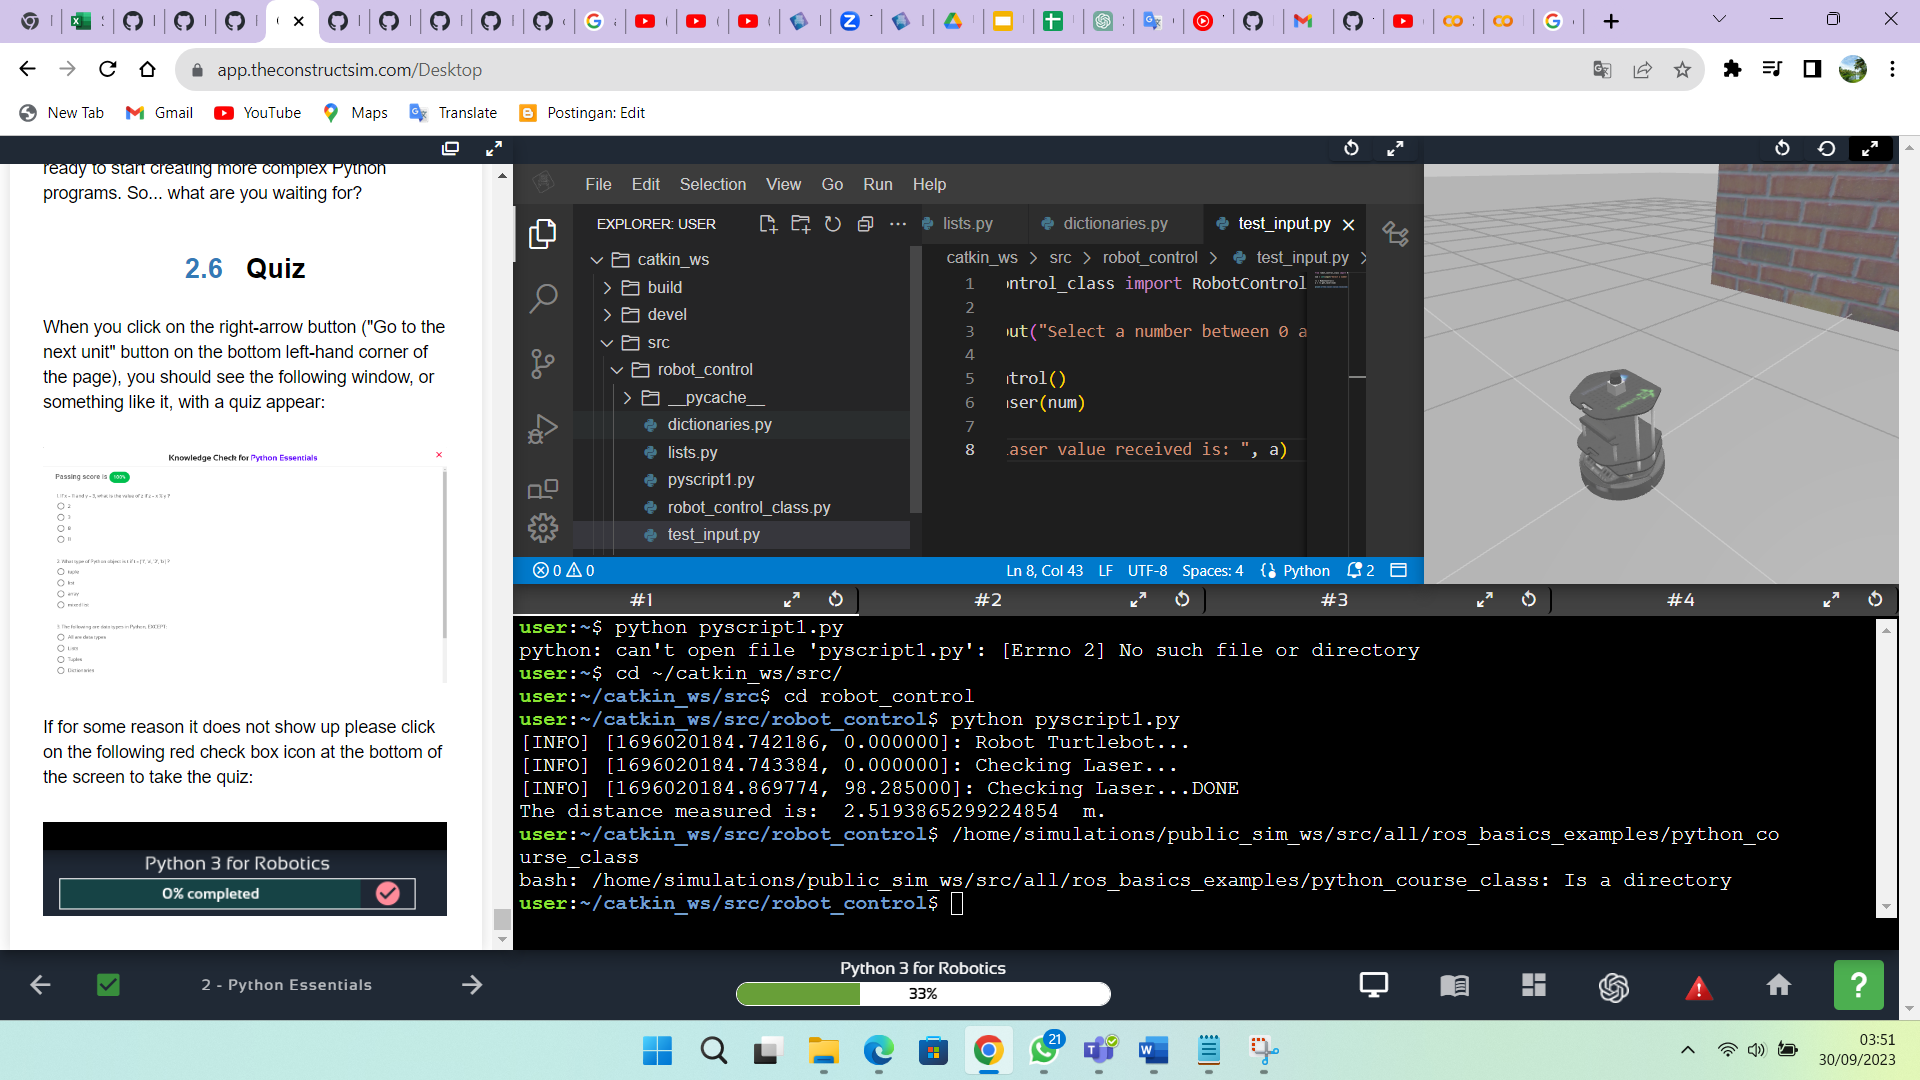 app.theconstructsim.com/Desktop
New Tab
Gmail
YouTube
Maps
Translate
Postingan: Edit
ready to start creating more complex Python
programs. So... what are you waiting for?
2.6 Quiz
When you click on the right-arrow button ("Go to the
next unit" button on the bottom left-hand corner of
the page), you should see the following window, or
something like it, with a quiz appear:
Knowledge Check for Python Essentials
Passing score is 100%
If for some reason it does not show up please click
on the following red check box icon at the bottom of
the screen to take the quiz:
Python 3 for Robotics
0% completed
File Edit Selection View Go Run Help
EXPLORER: USER
catkin_ws
build
devel
src
robot_control
__pycache__
dictionaries.py
lists.py
pyscript1.py
robot_control_class.py
test_input.py
lists.py
dictionaries.py
test_input.py
catkin_ws > src > robot_control > test_input.py >
1 ontrol_class import RobotControl
2
3 out("Select a number between 0 a
4
5 ntrol()
6 aser(num)
7
8 laser value received is: ", a)
0 0
Ln 8, Col 43 LF UTF-8 Spaces: 4 Python 2
#1 #2 #3 #4
user:~$ python pyscript1.py
python: can't open file 'pyscript1.py': [Errno 2] No such file or directory
user:~$ cd ~/catkin_ws/src/
user:~/catkin_ws/src$ cd robot_control
user:~/catkin_ws/src/robot_control$ python pyscript1.py
[INFO] [1696020184.742186, 0.000000]: Robot Turtlebot...
[INFO] [1696020184.743384, 0.000000]: Checking Laser...
[INFO] [1696020184.869774, 98.285000]: Checking Laser...DONE
The distance measured is:  2.5193865299224854  m.
user:~/catkin_ws/src/robot_control$ /home/simulations/public_sim_ws/src/all/ros_basics_examples/python_co
urse_class
bash: /home/simulations/public_sim_ws/src/all/ros_basics_examples/python_course_class: Is a directory
user:~/catkin_ws/src/robot_control$
2 - Python Essentials
Python 3 for Robotics
33%
?
21
03:51
30/09/2023